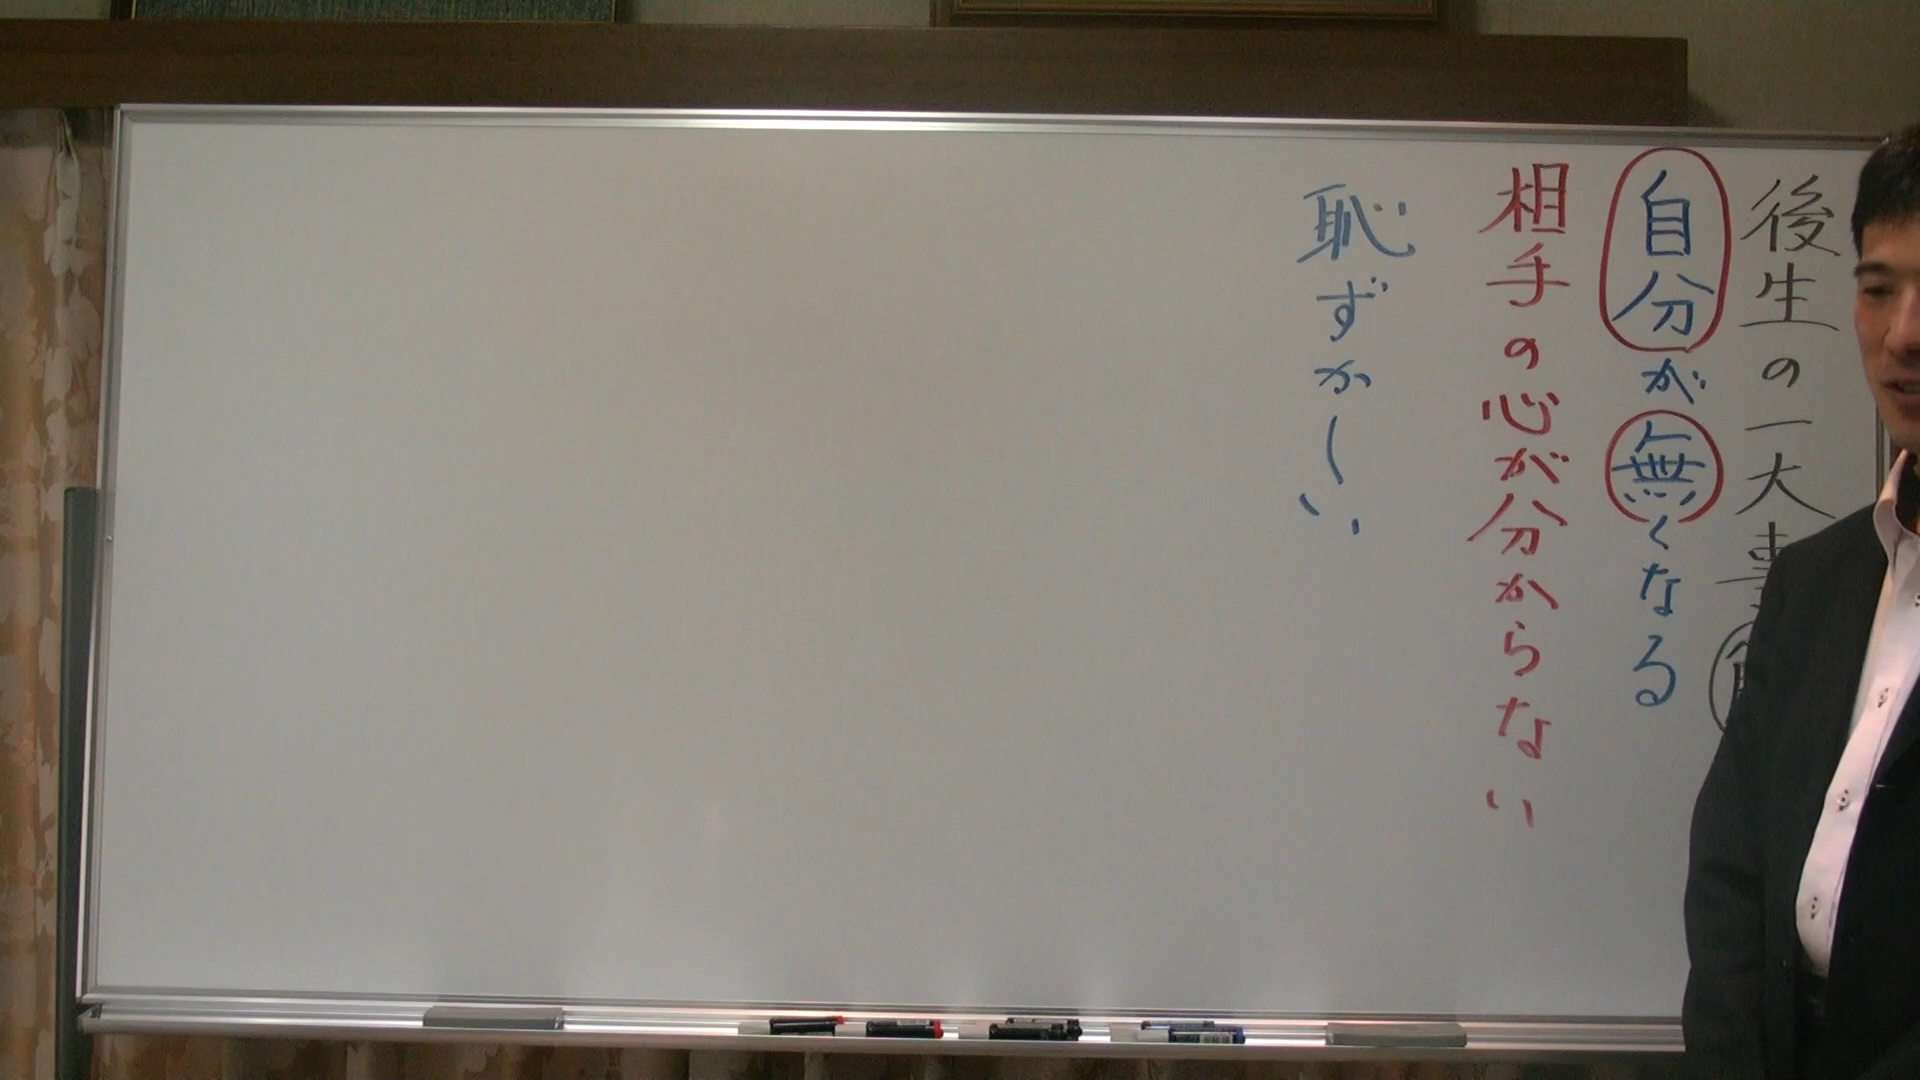 後生の一大事
自分が無くなる
相手の心が分からない
恥ずかしい